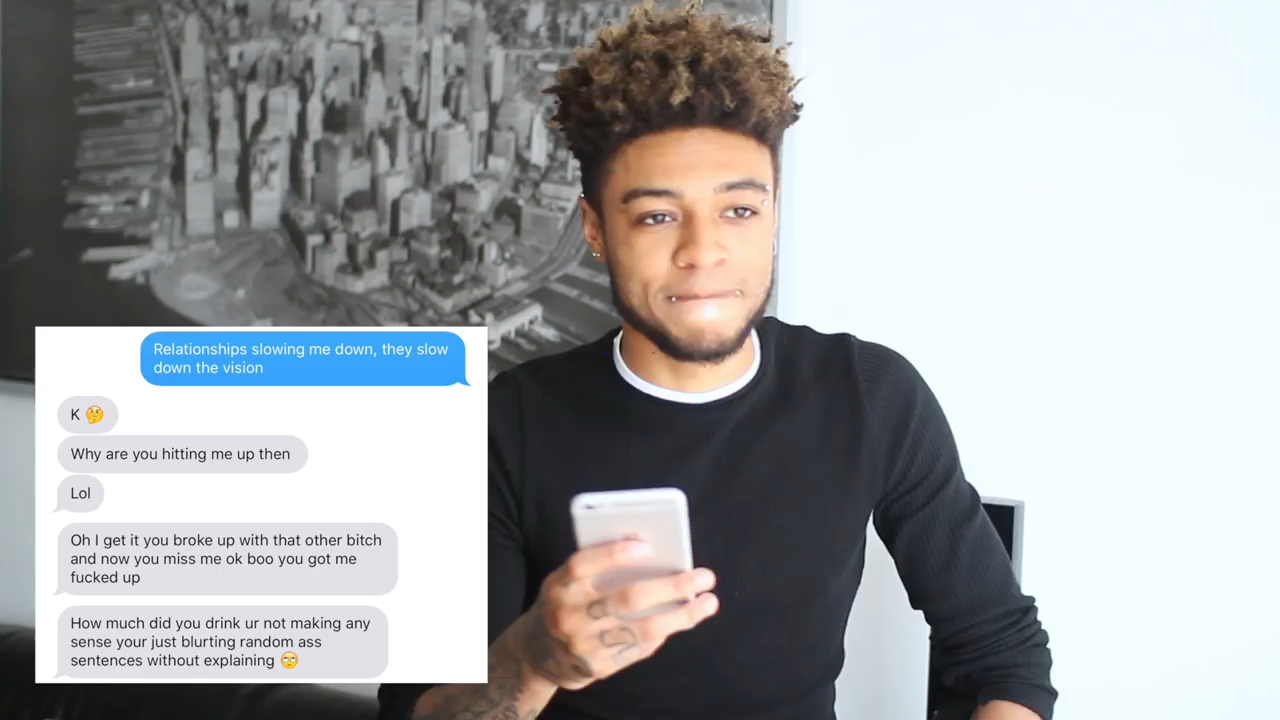 Relationships slowing me down, they slow
down the vision
K 🤔
Why are you hitting me up then
Lol
Oh I get it you broke up with that other bitch
and now you miss me ok boo you got me
fucked up
How much did you drink ur not making any
sense your just blurting random ass
sentences without explaining 🙄